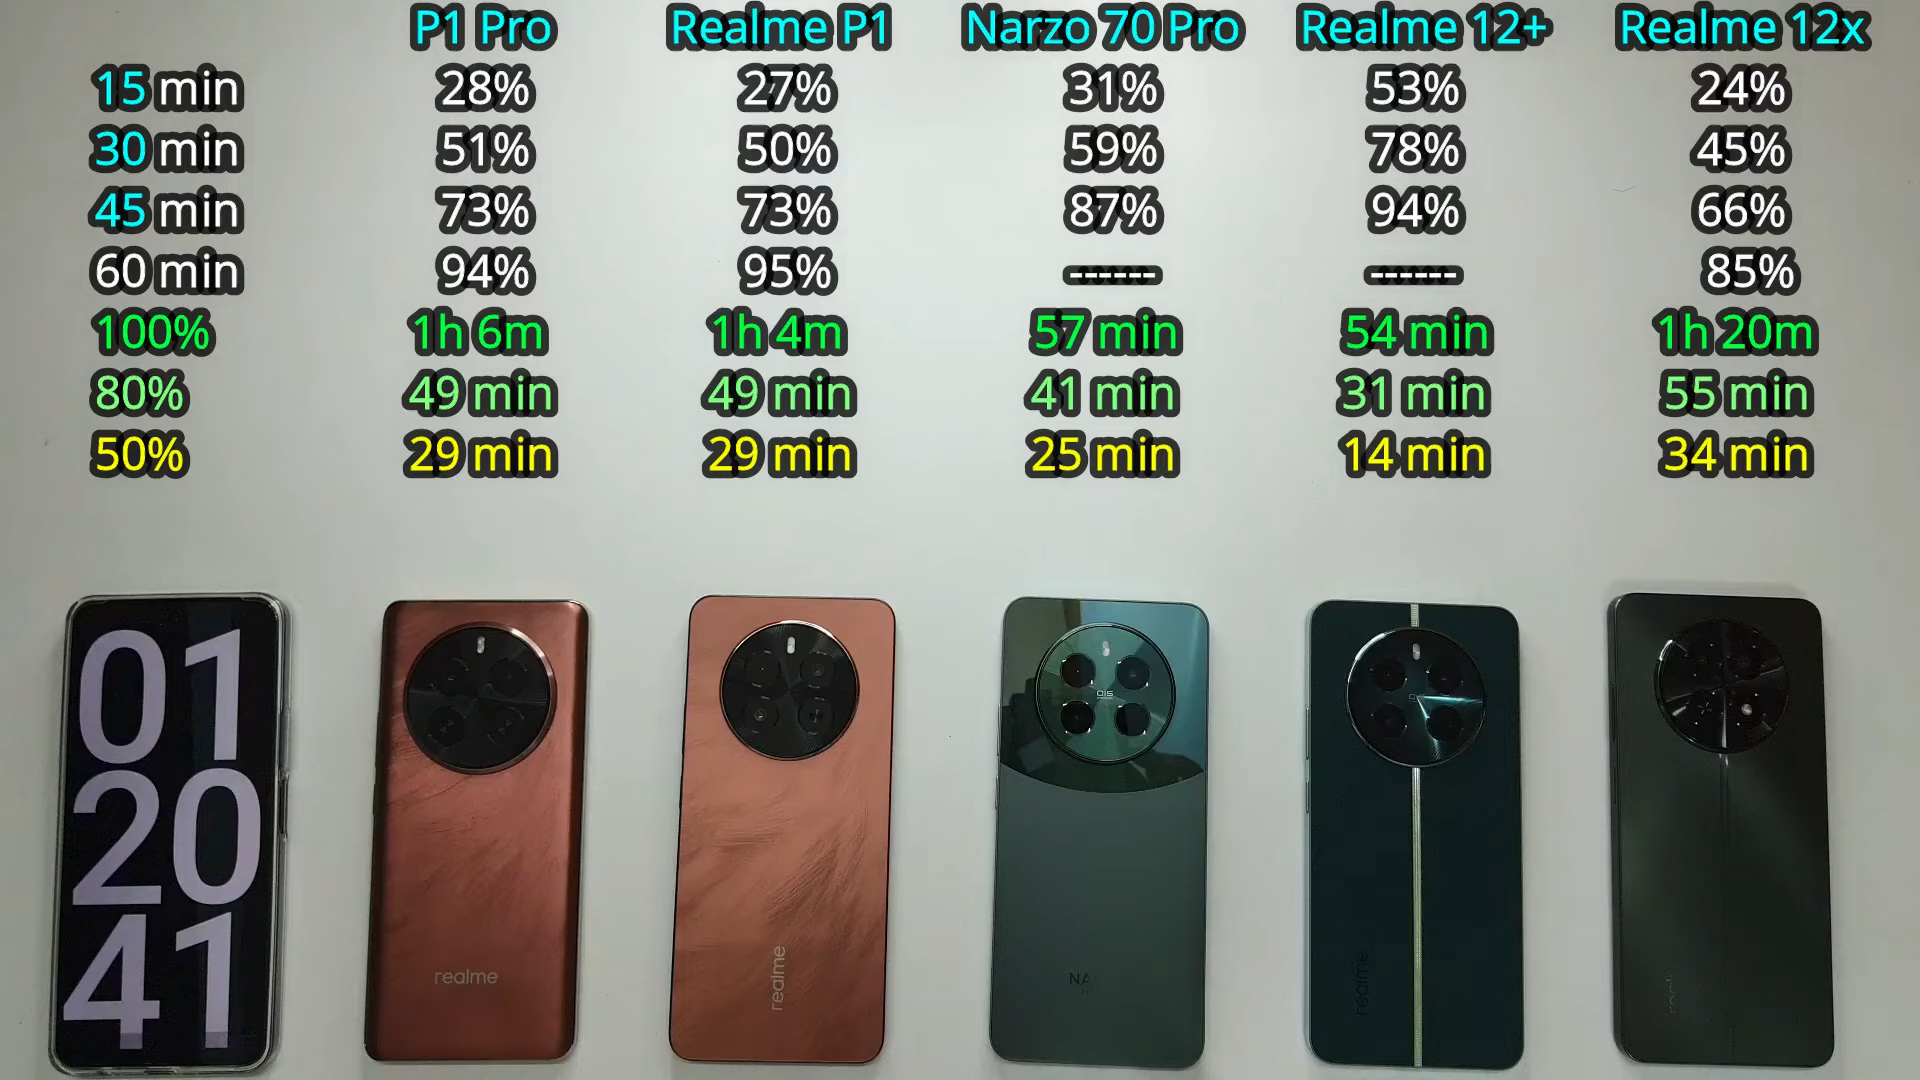 P1 Pro Realme P1 Narzo 70 Pro Realme 12+ Realme 12x
15 min 28% 27% 31% 53% 24%
30 min 51% 50% 59% 78% 45%
45 min 73% 73% 87% 94% 66%
60 min 94% 95% ------ ------ 85%
100% 1h 6m 1h 4m 57 min 54 min 1h 20m
80% 49 min 49 min 41 min 31 min 55 min
50% 29 min 29 min 25 min 14 min 34 min
01
20
41
realme
realme
OIS
NA
realme